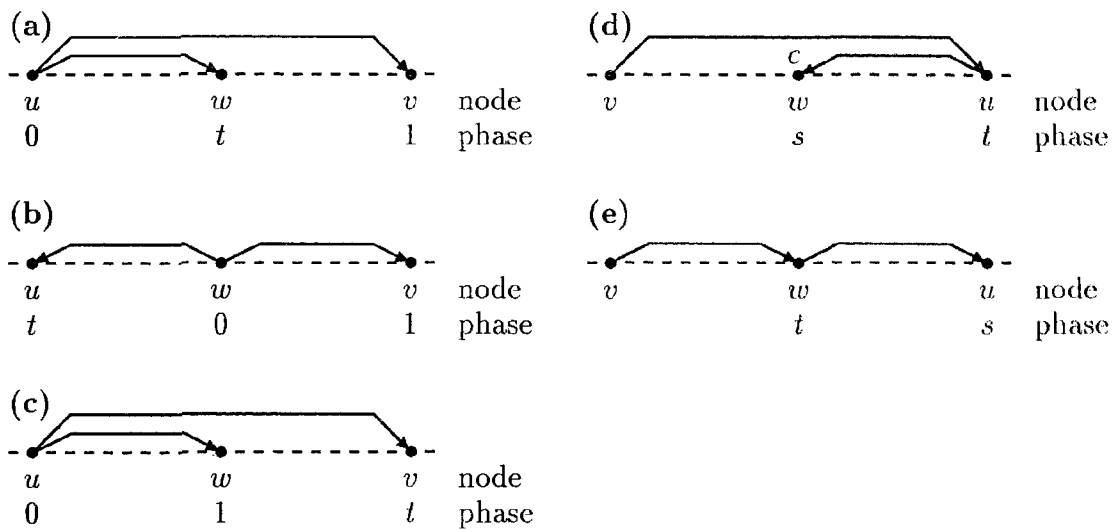 (a)
u w v node
0 t 1 phase
(b)
u w v node
t 0 1 phase
(c)
u w v node
0 1 t phase
(d)
c
v w u node
s t phase
(e)
v w u node
t s phase